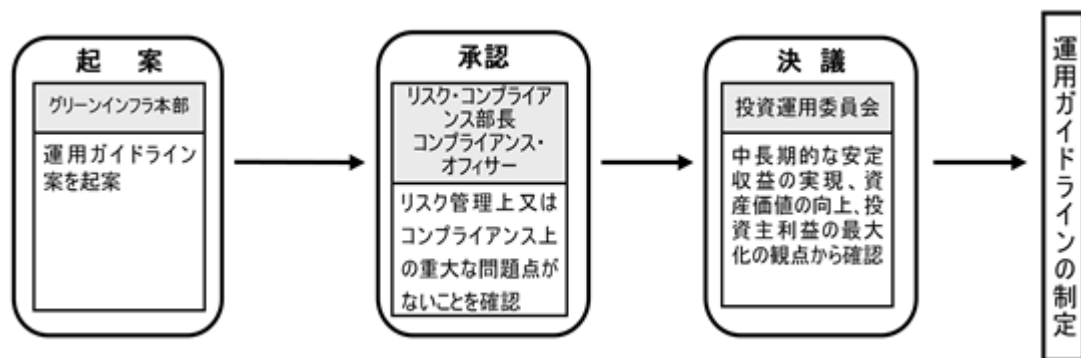 起 案
グリーンインフラ本部
運用ガイドライン
案を起案
承認
リスク・コンプライア
ンス部長
コンプライアンス・
オフィサー
リスク管理上又は
コンプライアンス上
の重大な問題点が
ないことを確認
決 議
投資運用委員会
中長期的な安定
収益の実現、資
産価値の向上、投
資主利益の最大
化の観点から確認
運用ガイドラインの制定